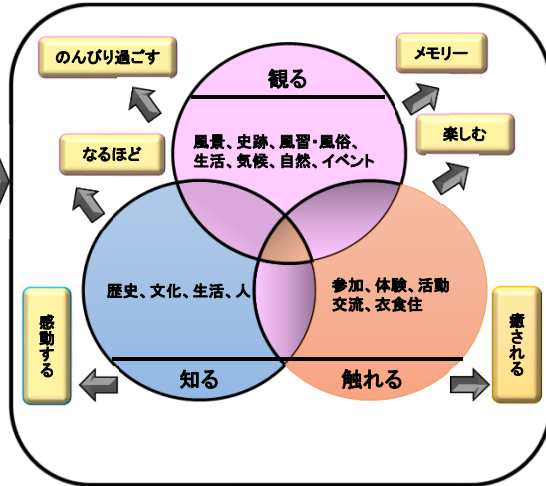 のんびり過ごす
メモリー
観る
楽しむ
なるほど
風景、史跡、風習・風俗、
生活、気候、自然、イベント
歴史、文化、生活、人
参加、体験、活動
交流、衣食住
感動する
癒される
知る
触れる